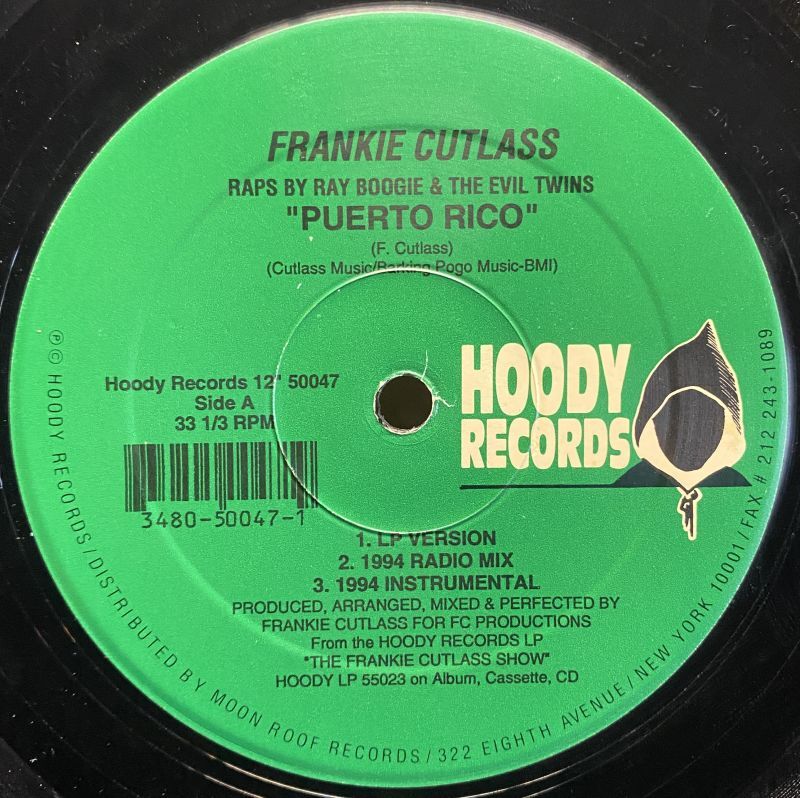 FRANKIE CUTLASS
RAPS BY RAY BOOGIE & THE EVIL TWINS
"PUERTO RICO"
(F. Cutlass)
(Cutlass Music/Barking Pogo Music-BMI)
Hoody Records 12" 50047
Side A
33 1/3 RPM
3480-50047-1
HOODY
RECORDS
1. LP VERSION
2. 1994 RADIO MIX
3. 1994 INSTRUMENTAL
PRODUCED, ARRANGED, MIXED & PERFECTED BY
FRANKIE CUTLASS FOR FC PRODUCTIONS
From the HOODY RECORDS LP
"THE FRANKIE CUTLASS SHOW"
HOODY LP 55023 on Album, Cassette, CD
℗ © HOODY RECORDS/DISTRIBUTED BY MOON ROOF RECORDS/322 EIGHTH AVENUE/NEW YORK 10001/FAX # 212 243-1089